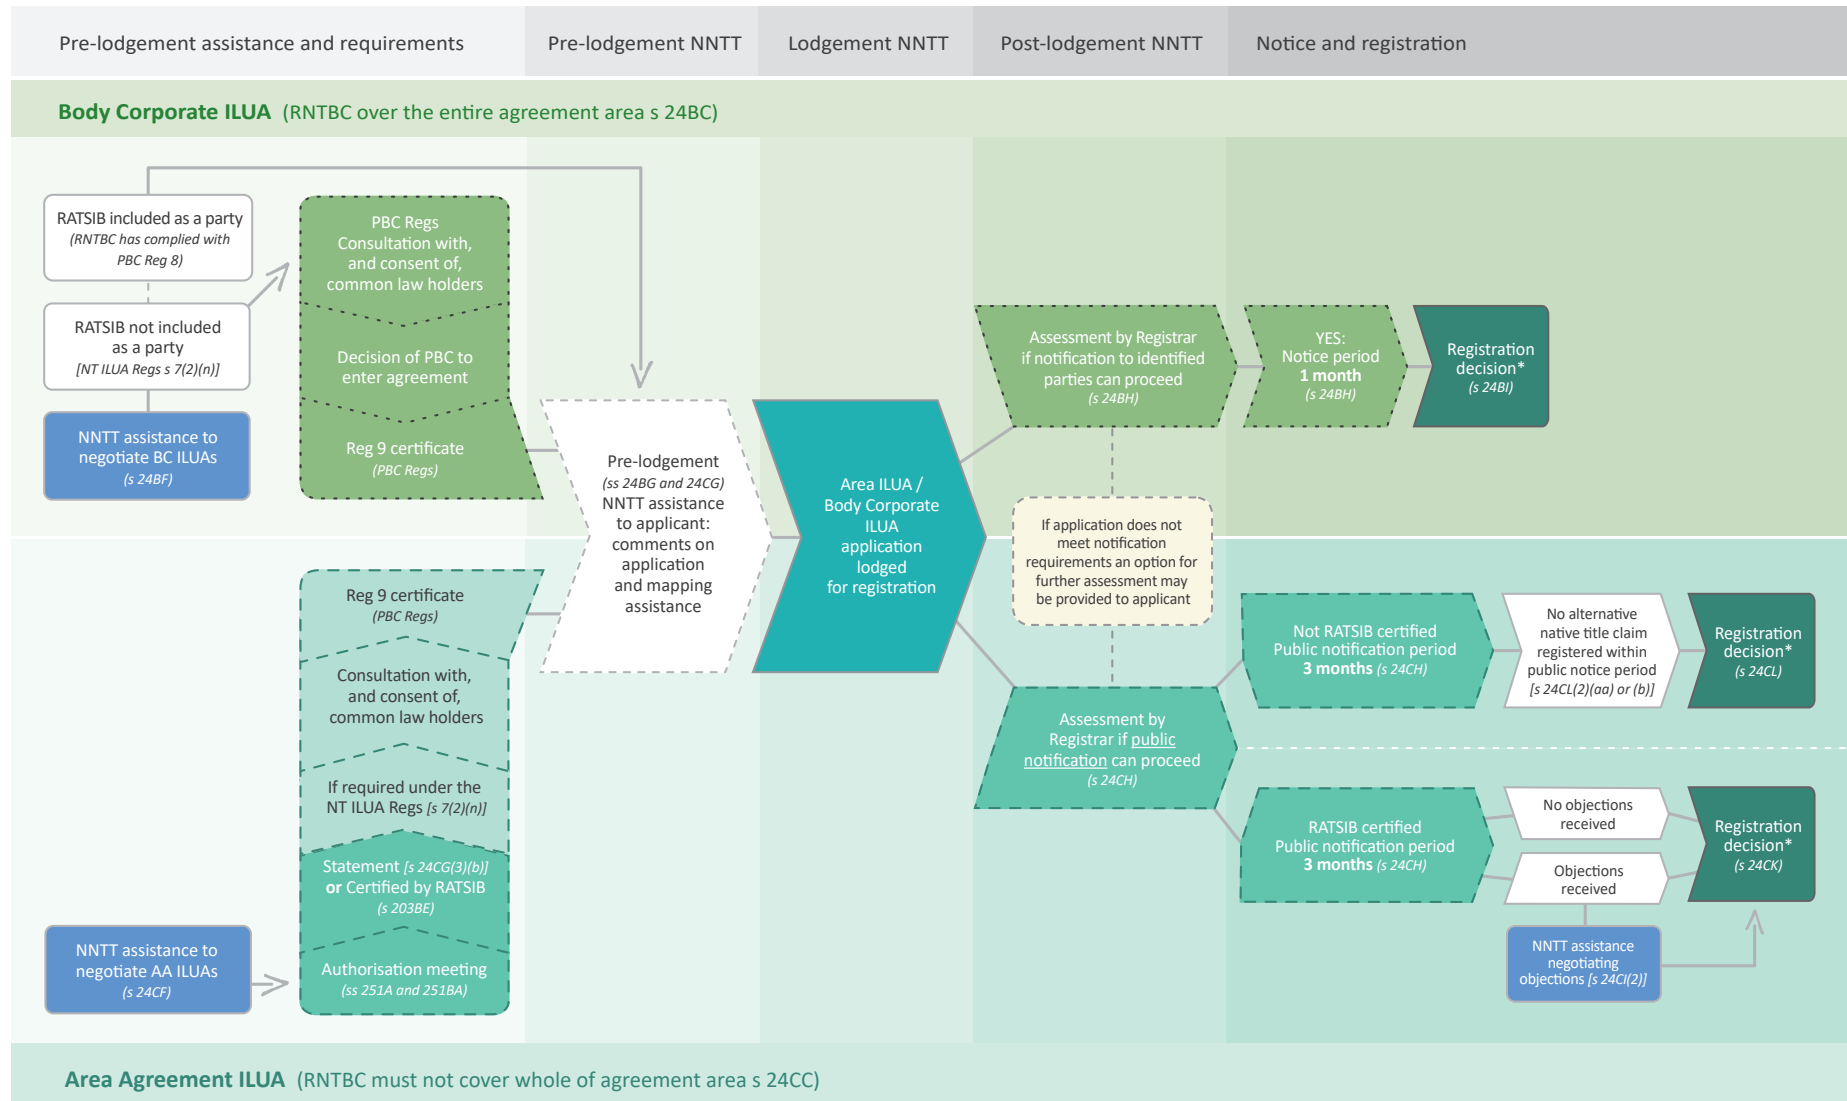 Pre-lodgement assistance and requirements
Pre-lodgement NNTT
Lodgement NNTT
Post-lodgement NNTT
Notice and registration
Body Corporate ILUA (RNTBC over the entire agreement area s 24BC)
RATSIB included as a party
(RNTBC has complied with
PBC Reg 8)
RATSIB not included
as a party
[NT ILUA Regs s 7(2)(n)]
NNTT assistance to
negotiate BC ILUAs
(s 24BF)
PBC Regs
Consultation with,
and consent of,
common law holders
Decision of PBC to
enter agreement
Reg 9 certificate
(PBC Regs)
Pre-lodgement
(ss 24BG and 24CG)
NNTT assistance
to applicant:
comments on
application
and mapping
assistance
Area ILUA /
Body Corporate
ILUA
application
lodged
for registration
Assessment by Registrar
if notification to identified
parties can proceed
(s 24BH)
YES:
Notice period
1 month
(s 24BH)
Registration
decision*
(s 24BI)
If application does not
meet notification
requirements an option for
further assessment may
be provided to applicant
Reg 9 certificate
(PBC Regs)
Consultation with,
and consent of,
common law holders
If required under the
NT ILUA Regs [s 7(2)(n)]
Statement [s 24CG(3)(b)]
or Certified by RATSIB
(s 203BE)
Authorisation meeting
(ss 251A and 251BA)
NNTT assistance to
negotiate AA ILUAs
(s 24CF)
Assessment by
Registrar if public
notification can proceed
(s 24CH)
Not RATSIB certified
Public notification period
3 months (s 24CH)
No alternative
native title claim
registered within
public notice period
[s 24CL(2)(aa) or (b)]
Registration
decision*
(s 24CL)
RATSIB certified
Public notification period
3 months (s 24CH)
No objections
received
Objections
received
Registration
decision*
(s 24CK)
NNTT assistance
negotiating
objections [s 24CI(2)]
Area Agreement ILUA (RNTBC must not cover whole of agreement area s 24CC)